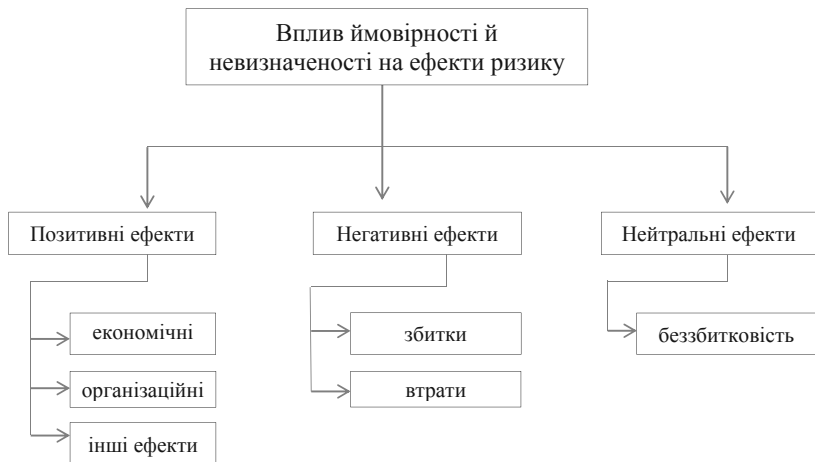 Вплив ймовірності й
невизначеності на ефекти ризику
Позитивні ефекти
Негативні ефекти
Нейтральні ефекти
економічні
збитки
беззбитковість
організаційні
втрати
інші ефекти